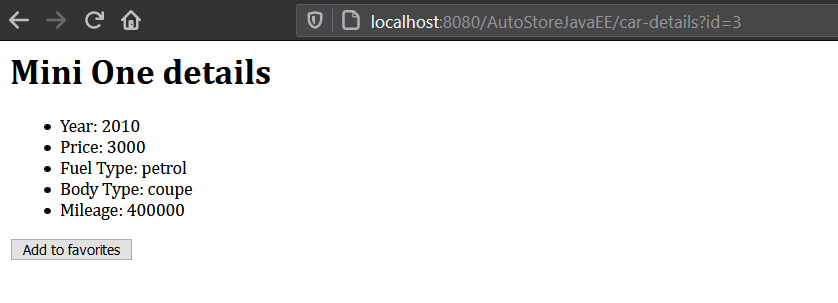 localhost:8080/AutoStoreJavaEE/car-details?id=3
Mini One details
Year: 2010
Price: 3000
Fuel Type: petrol
Body Type: coupe
Mileage: 400000
Add to favorites